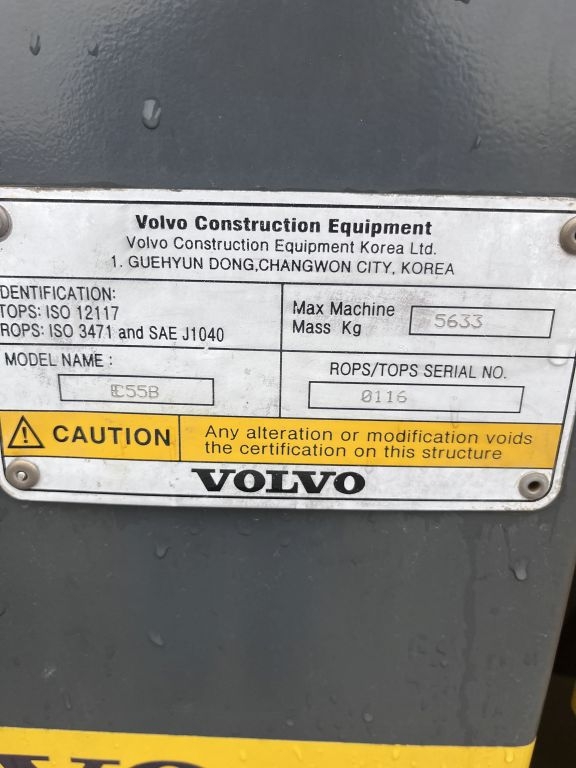 Volvo Construction Equipment
Volvo Construction Equipment Korea Ltd.
1. GUEHYUN DONG,CHANGWON CITY, KOREA
DENTIFICATION:
TOPS: ISO 12117
ROPS: ISO 3471 and SAE J1040
Max Machine
Mass Kg 5633
MODEL NAME :
EC55B
ROPS/TOPS SERIAL NO.
0116
CAUTION
Any alteration or modification voids
the certification on this structure
VOLVO